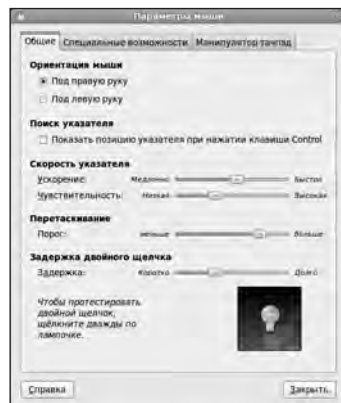 Параметры мыши
Общие Специальные возможности Манипулятор тачпад
Ориентация мыши
Под правую руку
Под левую руку
Поиск указателя
Показать позицию указателя при нажатии клавиши Control
Скорость указателя
Ускорение: Медленно Быстро
Чувствительность: Низкая Высокая
Перетаскивание
Порог: меньше больше
Задержка двойного щелчка
Задержка: Коротко Долго
Чтобы протестировать
двойной щелчок,
щёлкните дважды по
лампочке.
Справка Закрыть